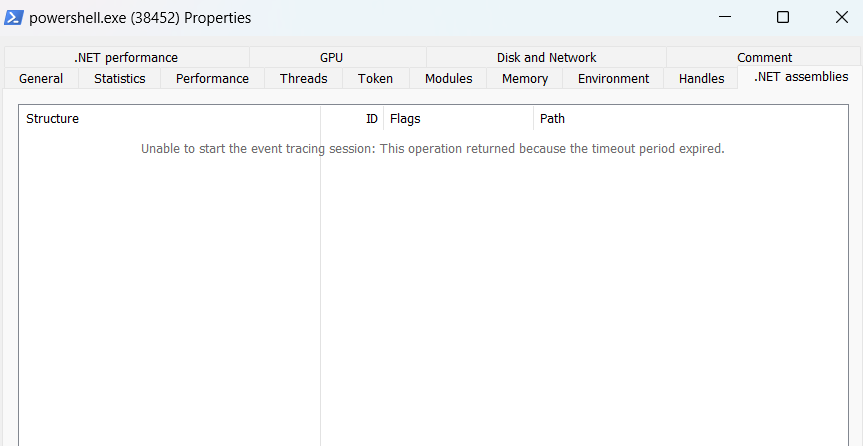 powershell.exe (38452) Properties
.NET performance GPU Disk and Network Comment
General Statistics Performance Threads Token Modules Memory Environment Handles .NET assemblies
Structure ID Flags Path
Unable to start the event tracing session: This operation returned because the timeout period expired.